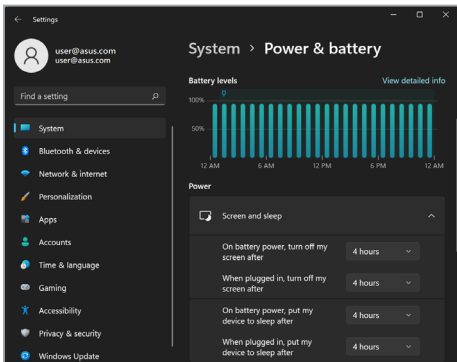 Settings
user@asus.com
user@asus.com
Find a setting
System
Bluetooth & devices
Network & internet
Personalization
Apps
Accounts
Time & language
Gaming
Accessibility
Privacy & security
Windows Update
System > Power & battery
Battery levels
View detailed info
100%
50%
12 AM 6 AM 12 PM 6 PM 12 AM
Power
Screen and sleep
On battery power, turn off my
screen after
4 hours
When plugged in, turn off my
screen after
4 hours
On battery power, put my
device to sleep after
4 hours
When plugged in, put my
device to sleep after
4 hours